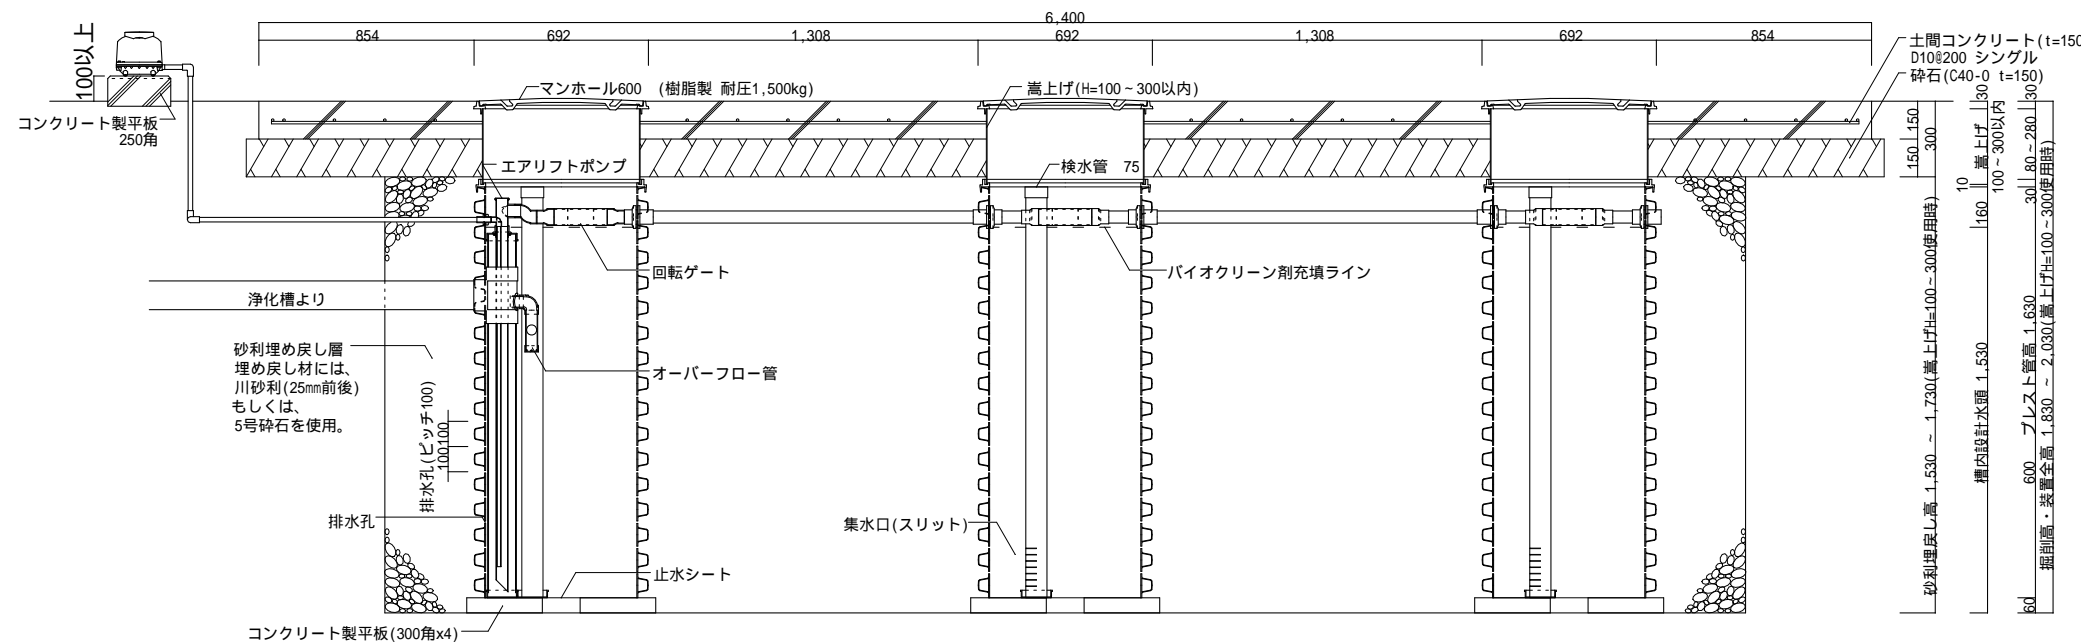 6,400
854
692
1,308
692
1,308
692
854
100以上
コンクリート製平板
250角
マンホール600 (樹脂製 耐圧1,500kg)
嵩上げ(H=100~300以内)
土間コンクリート(t=150
D10@200 シングル
砕石(C40-0 t=150)
エアリフトポンプ
検水管 75
回転ゲート
バイオクリーン剤充填ライン
浄化槽より
砂利埋め戻し層
埋め戻し材には、
川砂利(25mm前後)
もしくは、
5号砕石を使用。
オーバーフロー管
排水孔(ピッチ100)
100
100
排水孔
集水口(スリット)
止水シート
コンクリート製平板(300角x4)
150
150
300
砂利埋戻し高 1,530 ~ 1,730(嵩上げH=100~300使用時)
30
嵩上げ
100~300以内
10
160
槽内設計水頭 1,530
30
80~280
30
プレスト管高 1,630
600
60
掘削高・装置全高 1,830 ~ 2,030(嵩上げH=100~300使用時)